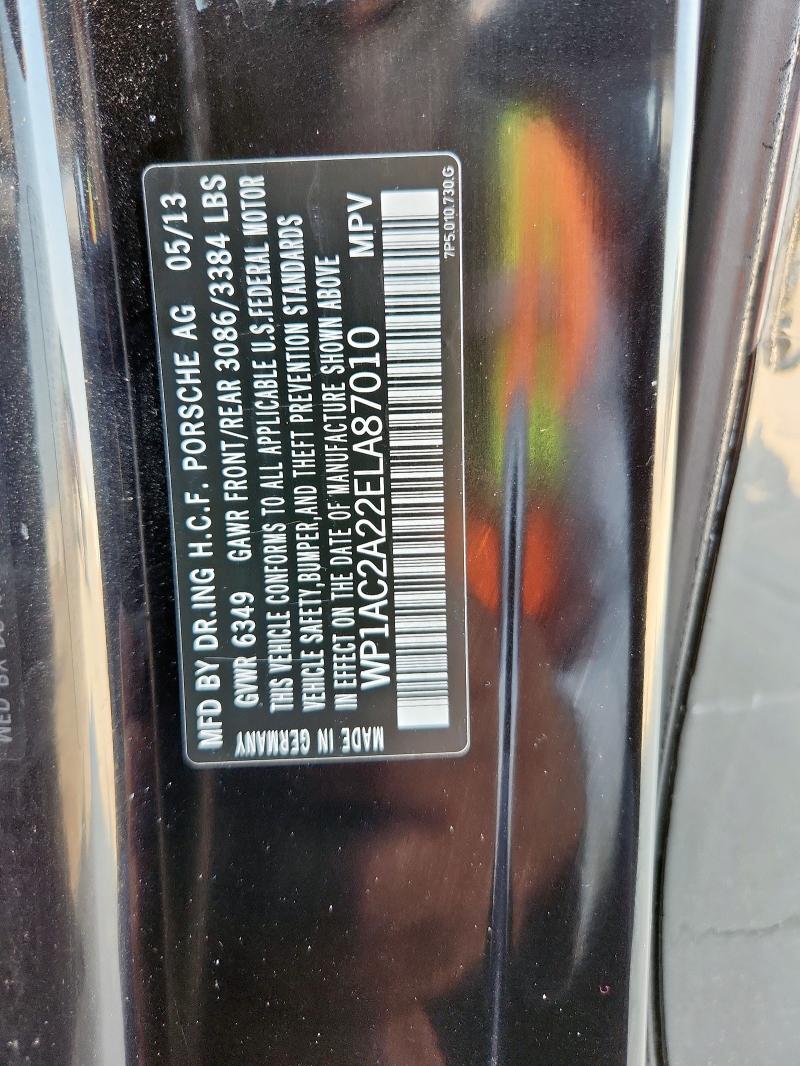 MFD BY DR.ING H.C.F. PORSCHE AG 05/13
GVWR 6349 GAWR FRONT/REAR 3086/3384 LBS
THIS VEHICLE CONFORMS TO ALL APPLICABLE U.S.FEDERAL MOTOR
VEHICLE SAFETY,BUMPER,AND THEFT PREVENTION STANDARDS
IN EFFECT ON THE DATE OF MANUFACTURE SHOWN ABOVE
WP1AC2A22ELA87010 MPV
MADE IN GERMANY
7P5.010.730.G